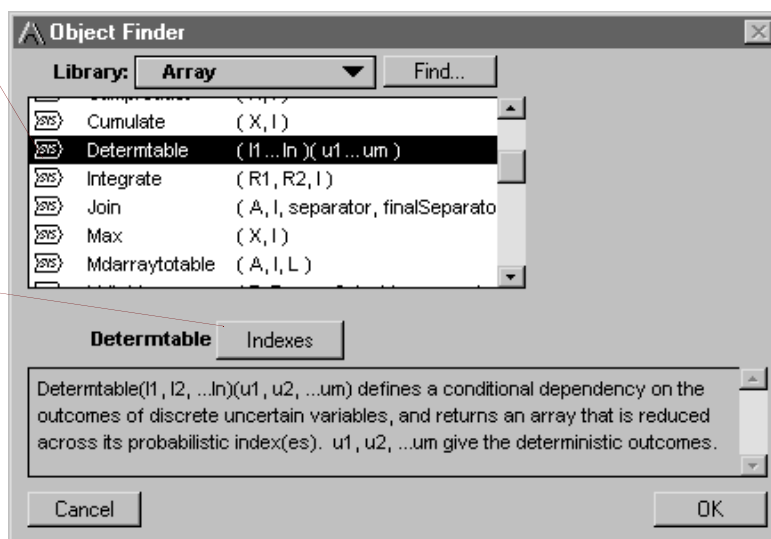 Object Finder
Library: Array Find...
Cumulate ( X, I )
Determtable ( I1 ... In )( u1 ... um )
Integrate ( R1, R2, I )
Join ( A, I, separator, finalSeparato
Max ( X, I )
Mdarraytotable ( A, I, L )
Determtable Indexes
Determtable(I1, I2, ...In)(u1, u2, ...um) defines a conditional dependency on the
outcomes of discrete uncertain variables, and returns an array that is reduced
across its probabilistic index(es). u1, u2, ...um give the deterministic outcomes.
Cancel OK